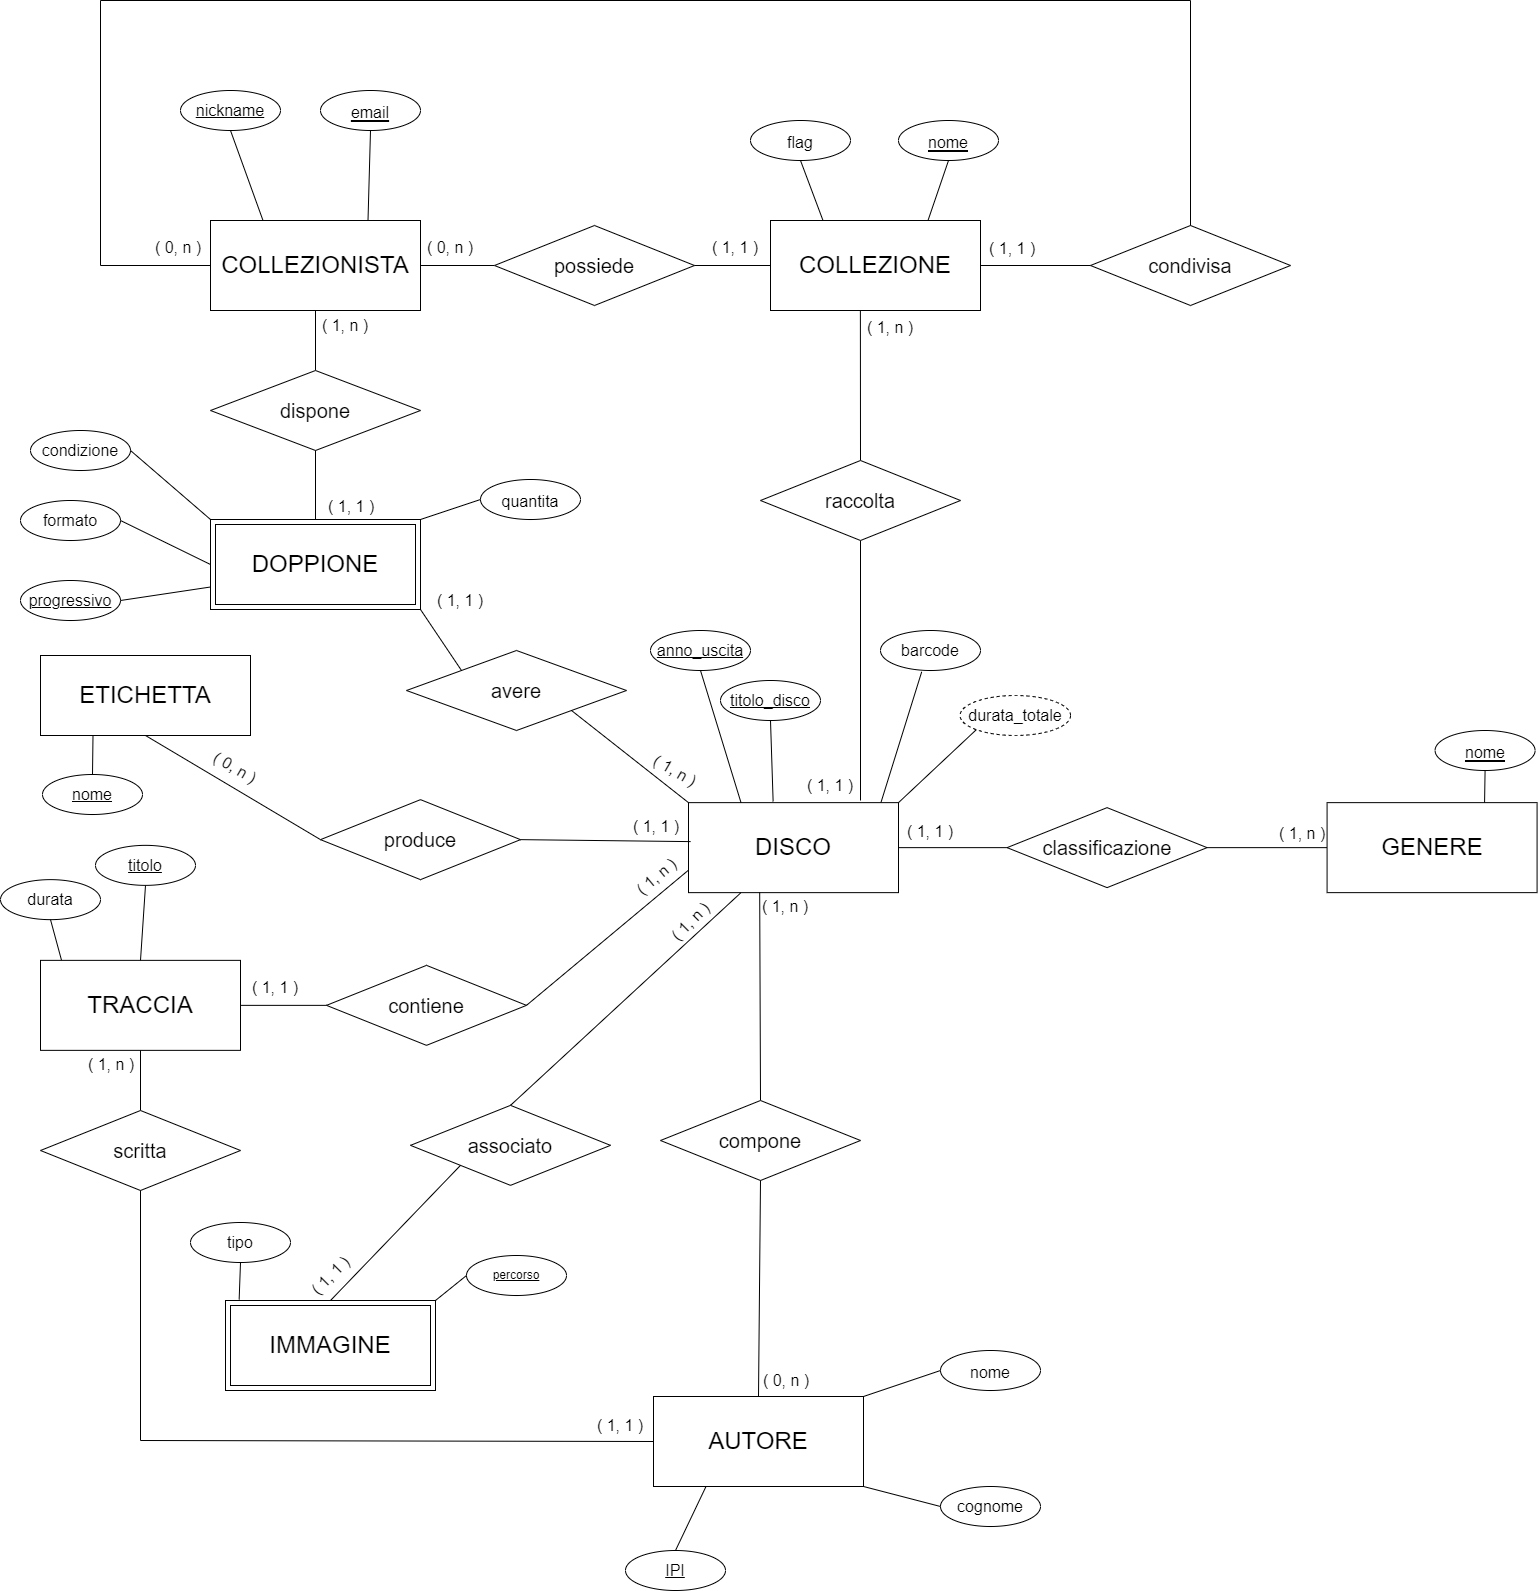 nickname
email
flag
nome
( 0, n )
COLLEZIONISTA
( 0, n )
possiede
( 1, 1 )
COLLEZIONE
( 1, 1 )
condivisa
( 1, n )
( 1, n )
dispone
condizione
formato
progressivo
( 1, 1 )
quantita
DOPPIONE
( 1, 1 )
raccolta
ETICHETTA
nome
avere
anno_uscita
titolo_disco
barcode
durata_totale
( 0, n )
( 1, n )
( 1, 1 )
nome
produce
( 1, 1 )
DISCO
( 1, 1 )
classificazione
( 1, n )
GENERE
titolo
durata
( 1, n )
( 1, n )
( 1, n )
TRACCIA
( 1, 1 )
contiene
( 1, n )
scritta
associato
compone
tipo
percorso
( 1, 1 )
IMMAGINE
( 0, n )
nome
( 1, 1 )
AUTORE
cognome
IPI